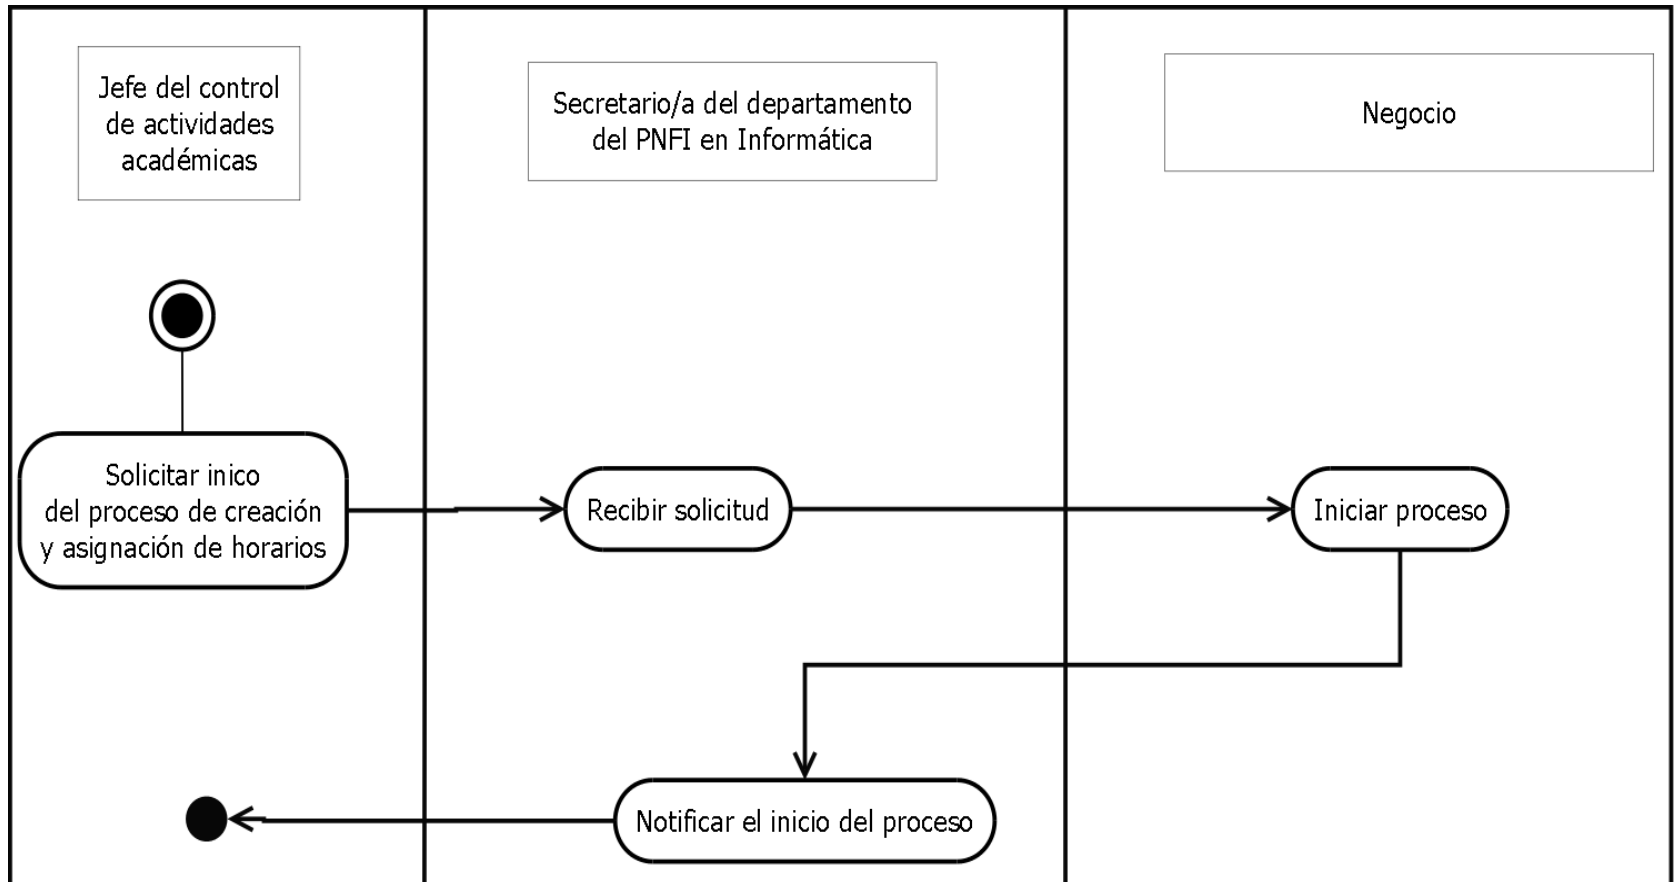 Jefe del control
de actividades
académicas
Secretario/a del departamento
del PNFI en Informática
Negocio
Solicitar inico
del proceso de creación
y asignación de horarios
Recibir solicitud
Iniciar proceso
Notificar el inicio del proceso